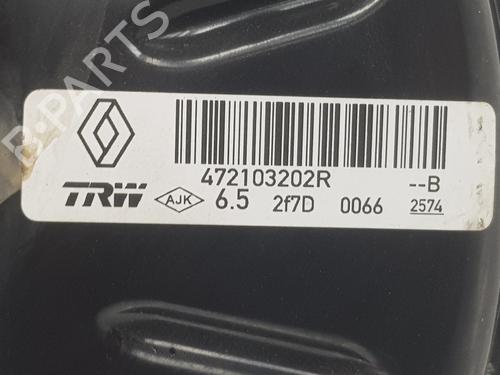 B-PARTS
472103202R --B
TRW AJK 6.5 2f7D 0066 2574